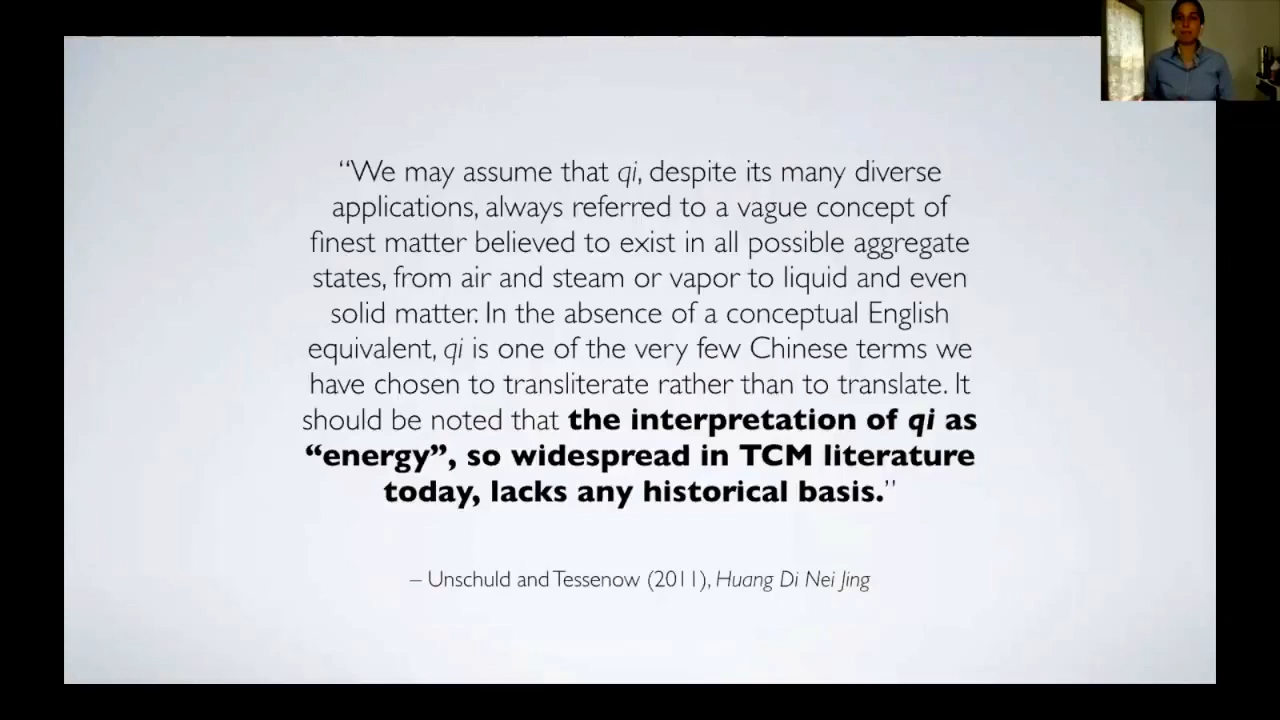 “We may assume that qi, despite its many diverse
applications, always referred to a vague concept of
finest matter believed to exist in all possible aggregate
states, from air and steam or vapor to liquid and even
solid matter. In the absence of a conceptual English
equivalent, qi is one of the very few Chinese terms we
have chosen to transliterate rather than to translate. It
should be noted that the interpretation of qi as
“energy”, so widespread in TCM literature
today, lacks any historical basis.”
– Unschuld and Tessenow (2011), Huang Di Nei Jing